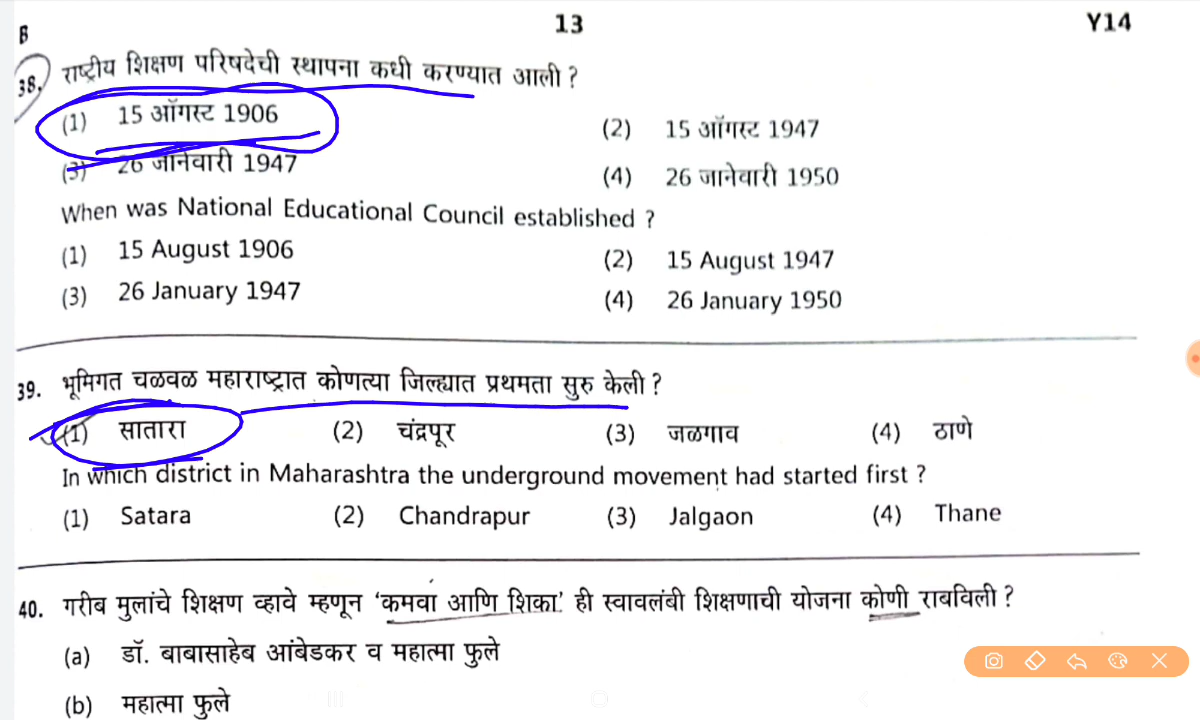 B 13 Y14
38. राष्ट्रीय शिक्षण परिषदेची स्थापना कधी करण्यात आली ?
(1) 15 ऑगस्ट 1906 (2) 15 ऑगस्ट 1947
(3) 26 जानेवारी 1947 (4) 26 जानेवारी 1950
When was National Educational Council established ?
(1) 15 August 1906 (2) 15 August 1947
(3) 26 January 1947 (4) 26 January 1950
39. भूमिगत चळवळ महाराष्ट्रात कोणत्या जिल्ह्यात प्रथमता सुरु केली ?
(1) सातारा (2) चंद्रपूर (3) जळगाव (4) ठाणे
In which district in Maharashtra the underground movement had started first ?
(1) Satara (2) Chandrapur (3) Jalgaon (4) Thane
40. गरीब मुलांचे शिक्षण व्हावे म्हणून 'कमवा आणि शिका' ही स्वावलंबी शिक्षणाची योजना कोणी राबविली ?
(a) डॉ. बाबासाहेब आंबेडकर व महात्मा फुले
(b) महात्मा फुले